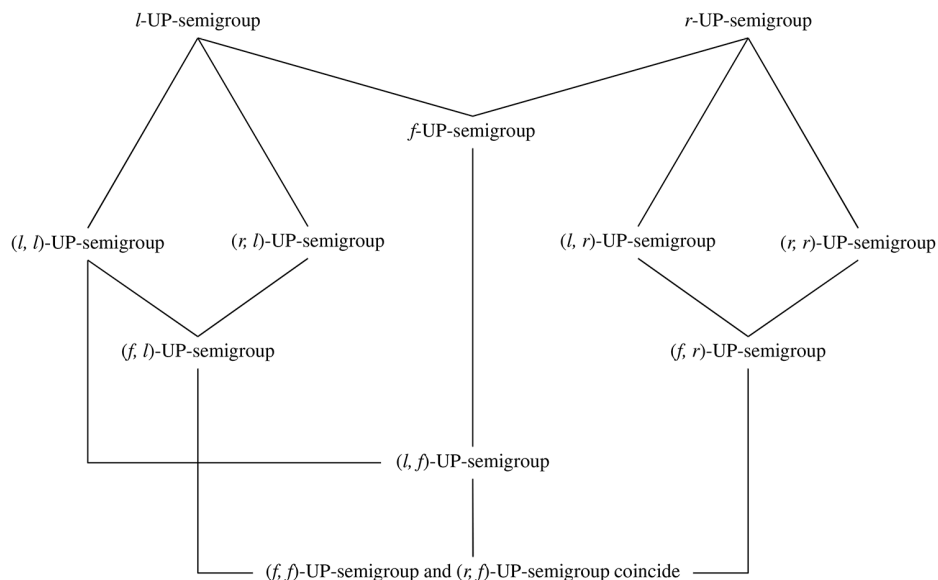 l-UP-semigroup r-UP-semigroup
f-UP-semigroup
(l, l)-UP-semigroup (r, l)-UP-semigroup (l, r)-UP-semigroup (r, r)-UP-semigroup
(f, l)-UP-semigroup (f, r)-UP-semigroup
(l, f)-UP-semigroup
(f, f)-UP-semigroup and (r, f)-UP-semigroup coincide